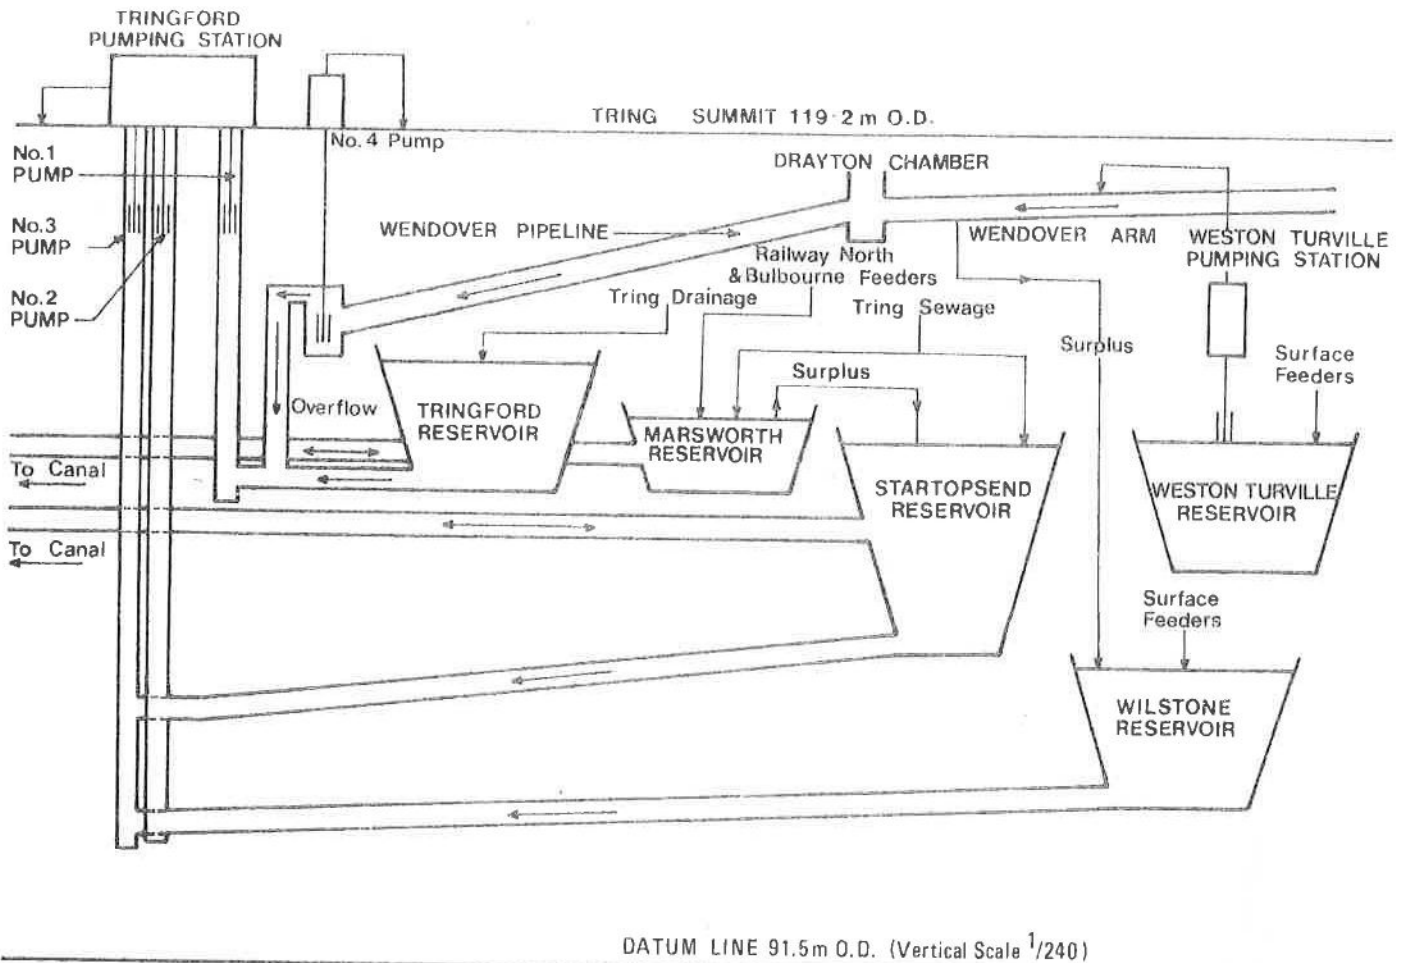 TRINGFORD
PUMPING STATION
TRING SUMMIT 119·2m O.D.
No.4 Pump
No.1
PUMP
DRAYTON CHAMBER
No.3
PUMP
WENDOVER PIPELINE
WENDOVER ARM
WESTON TURVILLE
PUMPING STATION
Railway North
& Bulbourne Feeders
No.2
PUMP
Tring Drainage
Tring Sewage
Surplus
Surface
Feeders
Surplus
Overflow
TRINGFORD
RESERVOIR
MARSWORTH
RESERVOIR
To Canal
STARTOPSEND
RESERVOIR
WESTON TURVILLE
RESERVOIR
To Canal
Surface
Feeders
WILSTONE
RESERVOIR
DATUM LINE 91.5m O.D. (Vertical Scale 1/240)